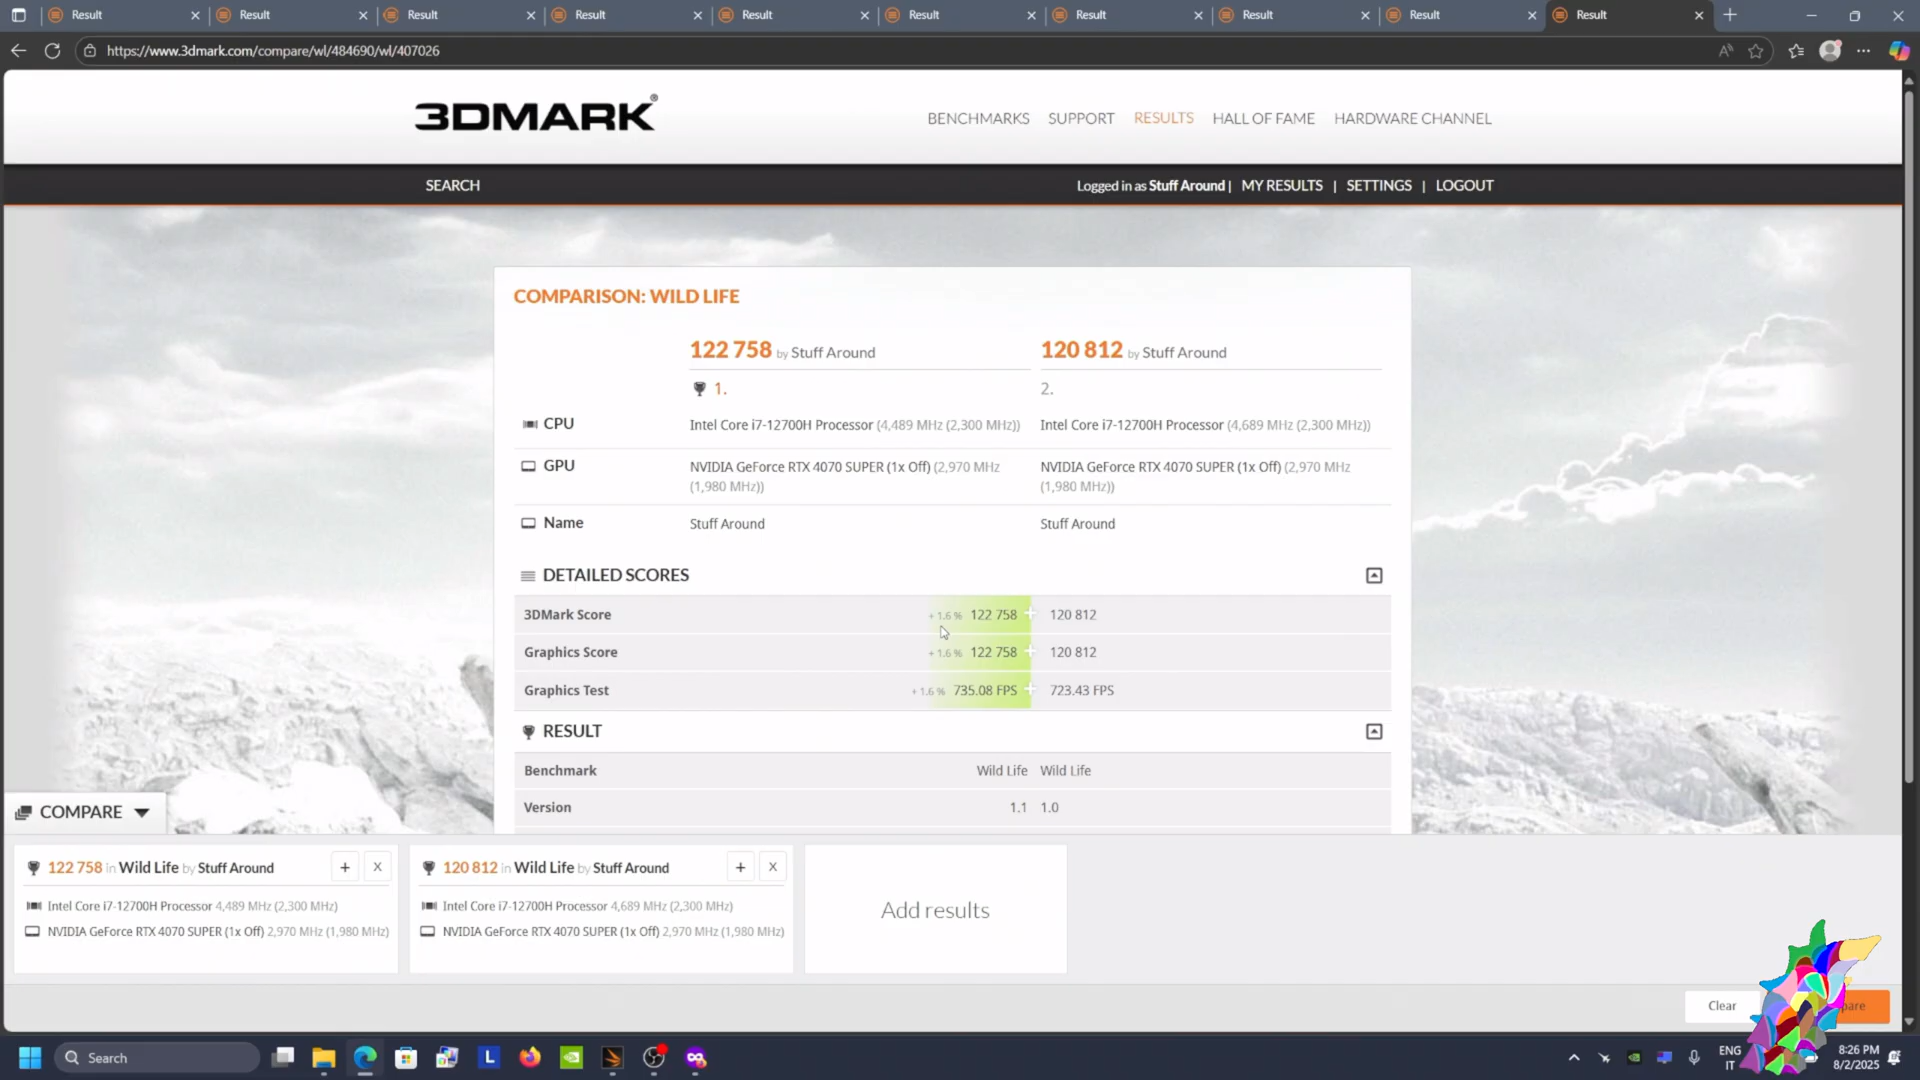 Result Result Result Result Result Result Result Result Result Result
https://www.3dmark.com/compare/wl/484690/wl/407026
3DMARK®
BENCHMARKS SUPPORT RESULTS HALL OF FAME HARDWARE CHANNEL
SEARCH
Logged in as Stuff Around | MY RESULTS | SETTINGS | LOGOUT
COMPARISON: WILD LIFE
122 758 by Stuff Around 120 812 by Stuff Around
1. 2.
CPU Intel Core i7-12700H Processor (4,489 MHz (2,300 MHz)) Intel Core i7-12700H Processor (4,689 MHz (2,300 MHz))
GPU NVIDIA GeForce RTX 4070 SUPER (1x Off) (2,970 MHz NVIDIA GeForce RTX 4070 SUPER (1x Off) (2,970 MHz
(1,980 MHz)) (1,980 MHz))
Name Stuff Around Stuff Around
DETAILED SCORES
3DMark Score + 1.6 % 122 758 120 812
Graphics Score + 1.6 % 122 758 120 812
Graphics Test + 1.6 % 735.08 FPS 723.43 FPS
RESULT
Benchmark Wild Life Wild Life
Version 1.1 1.0
COMPARE
122 758 in Wild Life by Stuff Around + X
Intel Core i7-12700H Processor 4,489 MHz (2,300 MHz)
NVIDIA GeForce RTX 4070 SUPER (1x Off) 2,970 MHz (1,980 MHz)
120 812 in Wild Life by Stuff Around + X
Intel Core i7-12700H Processor 4,689 MHz (2,300 MHz)
NVIDIA GeForce RTX 4070 SUPER (1x Off) 2,970 MHz (1,980 MHz)
Add results
Clear
Search
L
ENG
IT
8:26 PM
8/2/2025